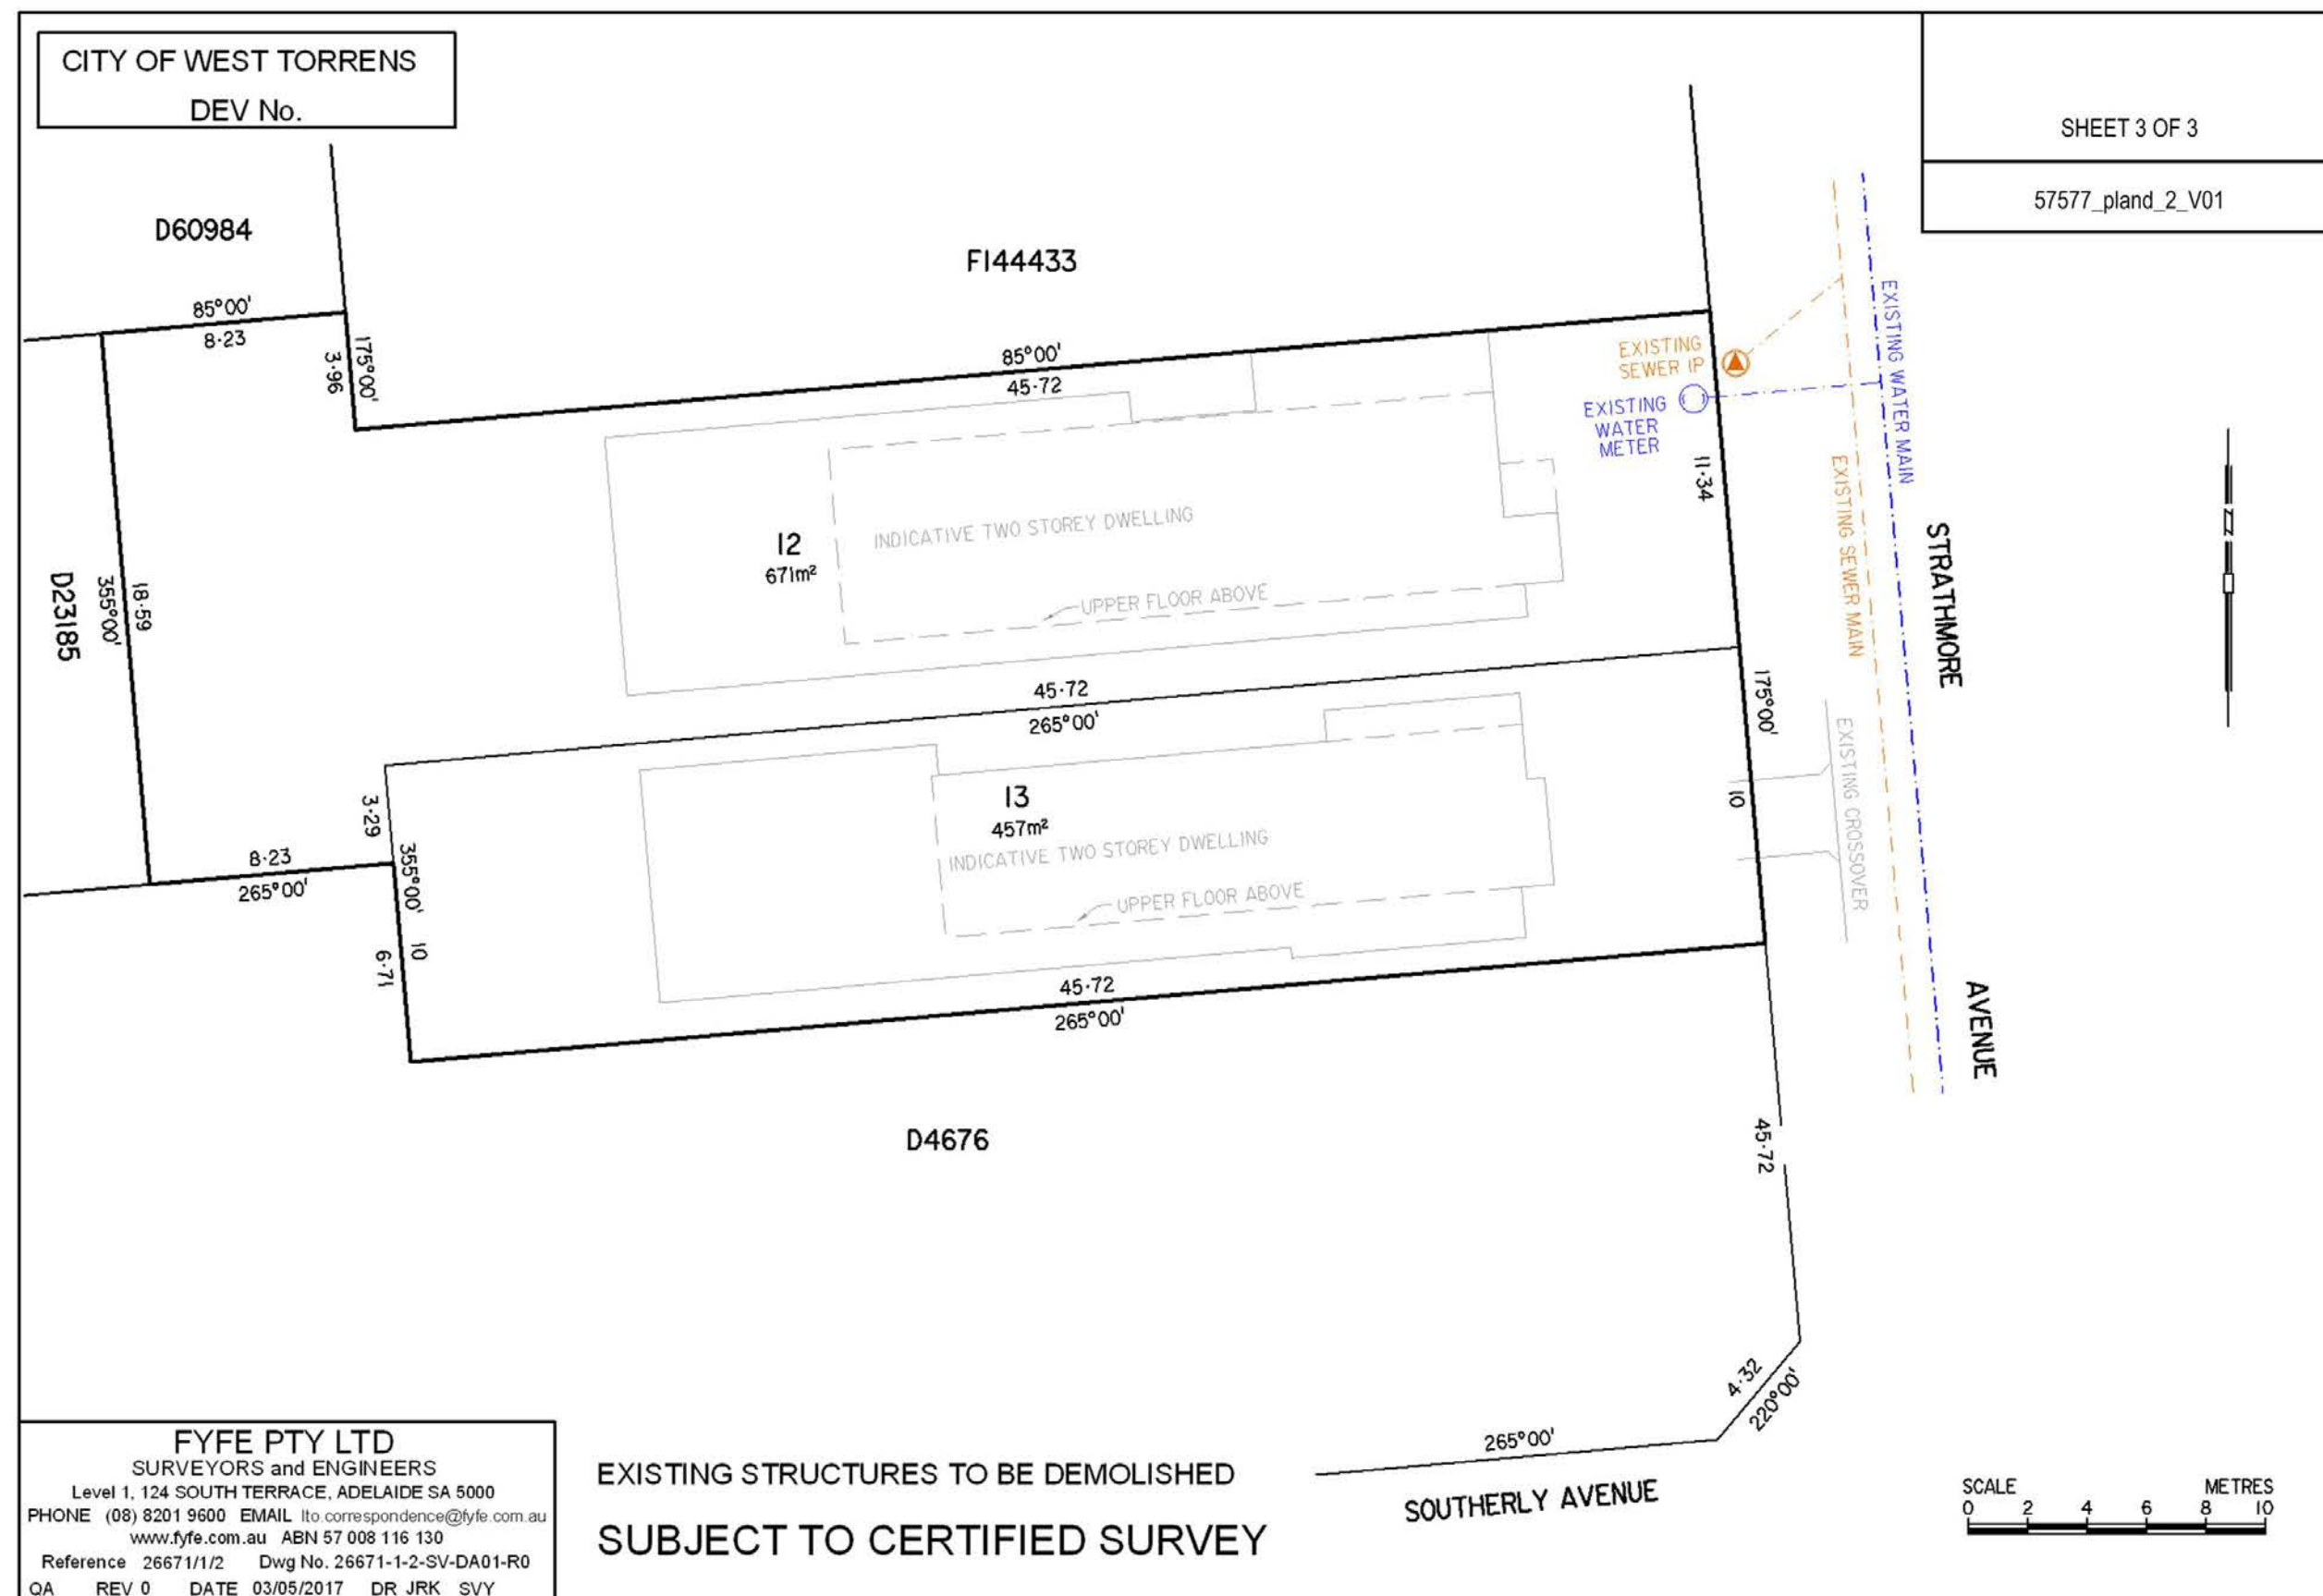 CITY OF WEST TORRENS
DEV No.
SHEET 3 OF 3
57577_pland_2_V01
D60984
F144433
85°00'
8·23
3·96
175°00'
85°00'
45·72
EXISTING
SEWER IP
EXISTING
WATER
METER
11·34
EXISTING WATER MAIN
EXISTING SEWER MAIN
STRATHMORE
AVENUE
N
D23185
355°00'
18·59
12
671m²
INDICATIVE TWO STOREY DWELLING
UPPER FLOOR ABOVE
45·72
265°00'
175°00'
10
EXISTING CROSSOVER
3·29
355°00'
10
6·71
8·23
265°00'
13
457m²
INDICATIVE TWO STOREY DWELLING
UPPER FLOOR ABOVE
45·72
265°00'
D4676
45·72
4·32
220°00'
265°00'
SOUTHERLY AVENUE
FYFE PTY LTD
SURVEYORS and ENGINEERS
Level 1, 124 SOUTH TERRACE, ADELAIDE SA 5000
PHONE (08) 8201 9600 EMAIL lto.correspondence@fyfe.com.au
www.fyfe.com.au ABN 57 008 116 130
Reference 26671/1/2 Dwg No. 26671-1-2-SV-DA01-R0
QA REV 0 DATE 03/05/2017 DR JRK SVY
EXISTING STRUCTURES TO BE DEMOLISHED
SUBJECT TO CERTIFIED SURVEY
SCALE METRES
0 2 4 6 8 10